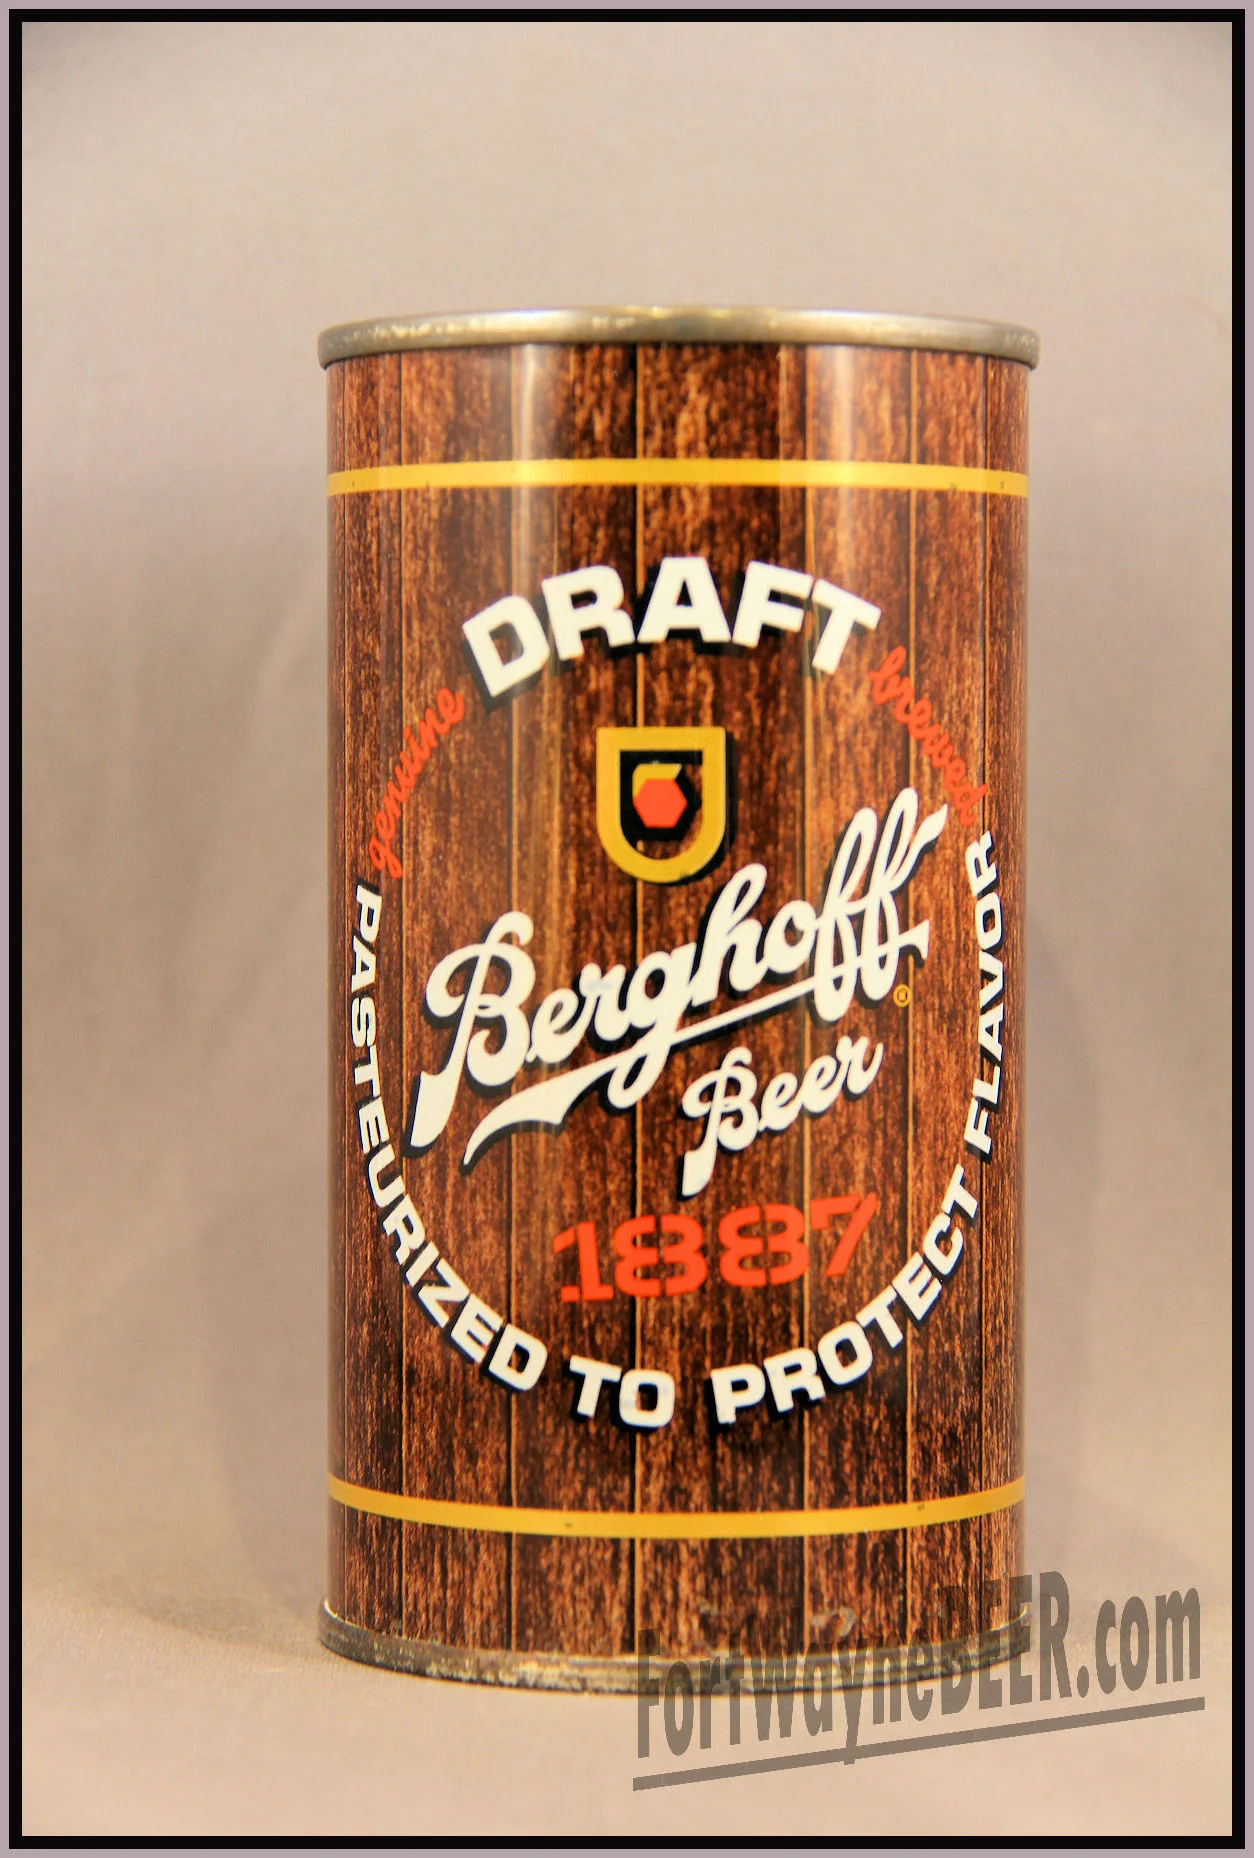 genuine DRAFT brewed
Berghoff®
Beer
1887
PASTEURIZED TO PROTECT FLAVOR
FortWayneBEER.com